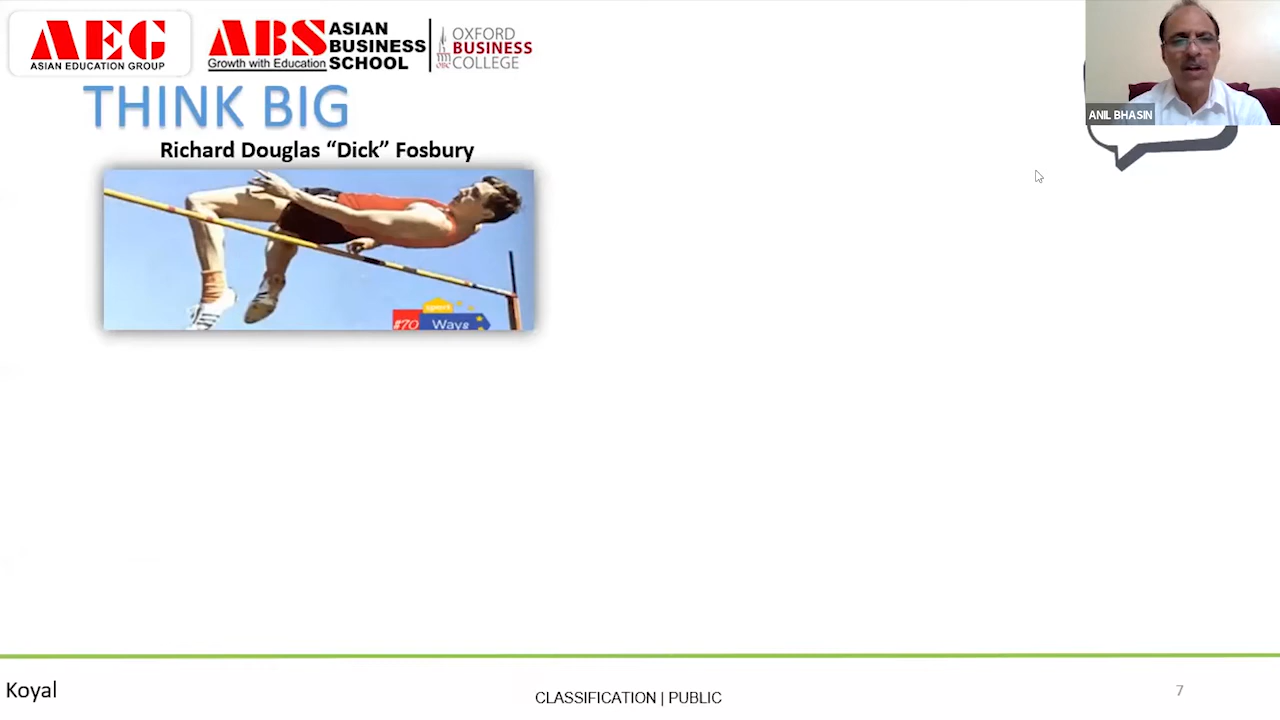 AEG
ASIAN EDUCATION GROUP
ABS
Growth with Education
ASIAN
BUSINESS
SCHOOL
OXFORD
BUSINESS
COLLEGE
THINK BIG
Richard Douglas “Dick” Fosbury
#70
Ways
ANIL BHASIN
Koyal
CLASSIFICATION | PUBLIC
7